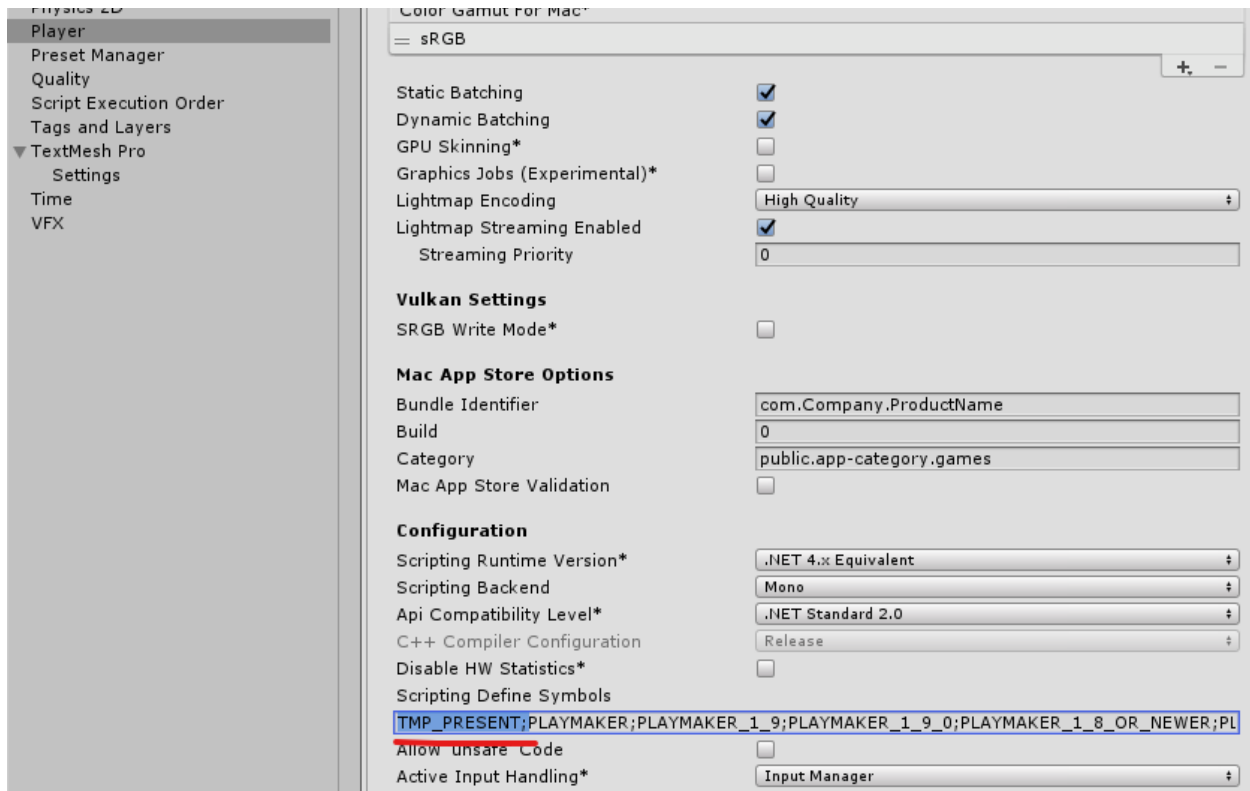 Physics 2D
Player
Preset Manager
Quality
Script Execution Order
Tags and Layers
TextMesh Pro
Settings
Time
VFX
Color Gamut For Mac*
sRGB
Static Batching
Dynamic Batching
GPU Skinning*
Graphics Jobs (Experimental)*
Lightmap Encoding High Quality
Lightmap Streaming Enabled
Streaming Priority 0
Vulkan Settings
SRGB Write Mode*
Mac App Store Options
Bundle Identifier com.Company.ProductName
Build 0
Category public.app-category.games
Mac App Store Validation
Configuration
Scripting Runtime Version* .NET 4.x Equivalent
Scripting Backend Mono
Api Compatibility Level* .NET Standard 2.0
C++ Compiler Configuration Release
Disable HW Statistics*
Scripting Define Symbols
TMP_PRESENT;PLAYMAKER;PLAYMAKER_1_9;PLAYMAKER_1_9_0;PLAYMAKER_1_8_OR_NEWER;PL
Allow 'unsafe' Code
Active Input Handling* Input Manager